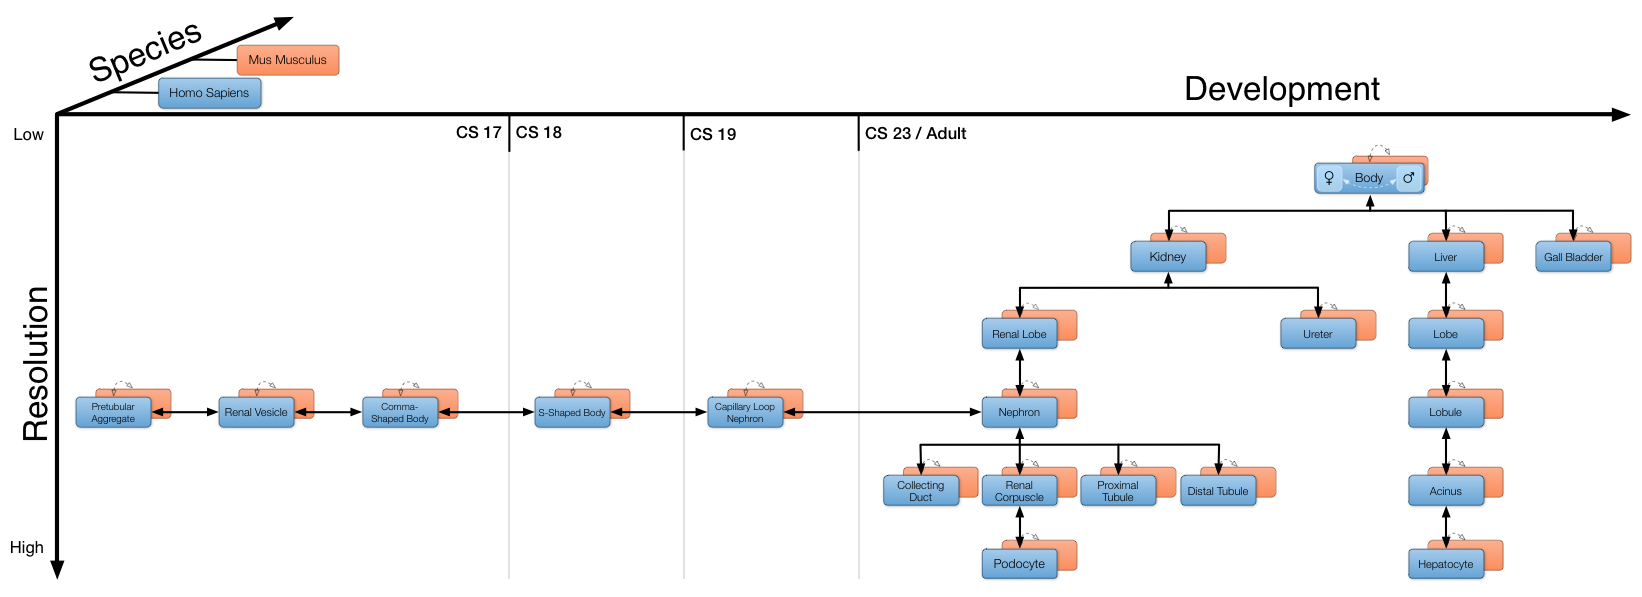 Species
Mus Musculus
Homo Sapiens
Development
Low
CS 17
CS 18
CS 19
CS 23 / Adult
♀ Body ♂
Kidney
Liver
Gall Bladder
Renal Lobe
Ureter
Lobe
Resolution
Pretubular
Aggregate
Renal Vesicle
Comma-
Shaped Body
S-Shaped Body
Capillary Loop
Nephron
Nephron
Lobule
Collecting
Duct
Renal
Corpuscle
Proximal
Tubule
Distal Tubule
Acinus
High
Podocyte
Hepatocyte